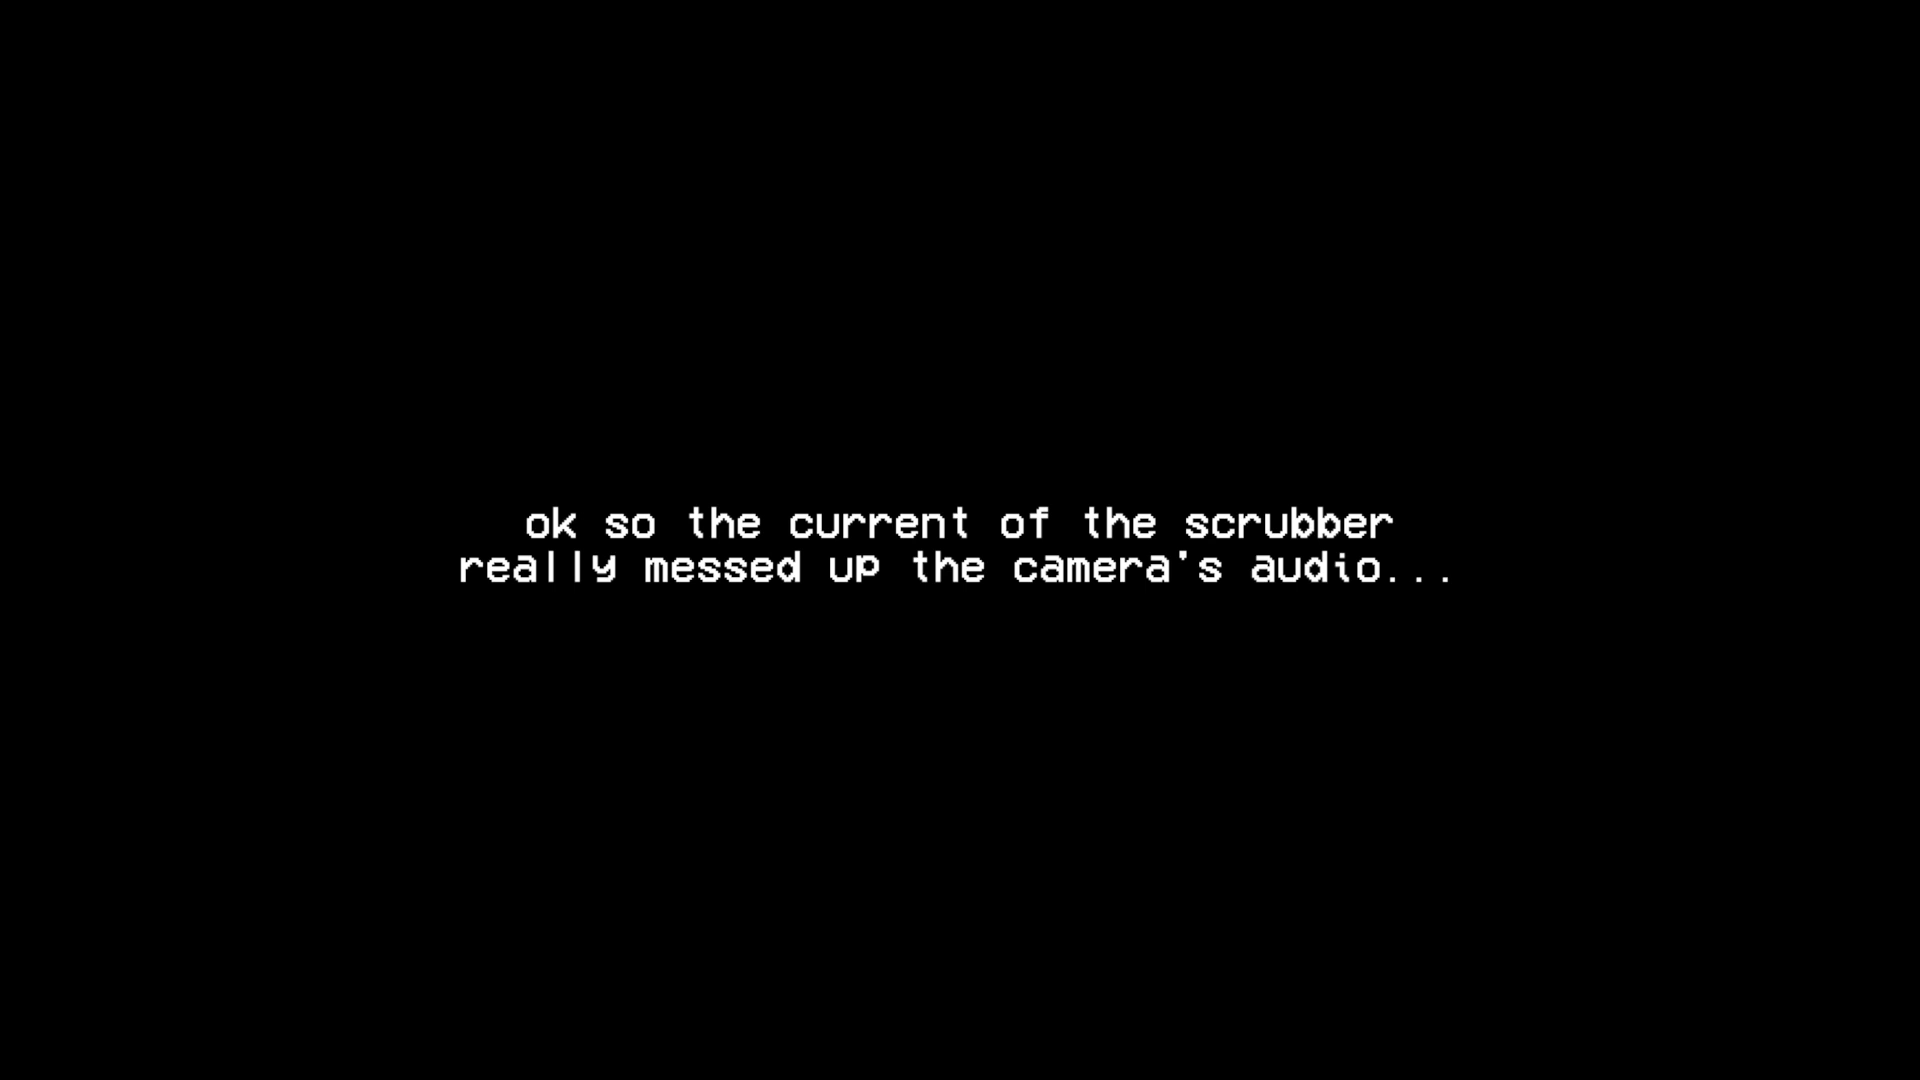 ok so the current of the scrubber
really messed up the camera's audio...